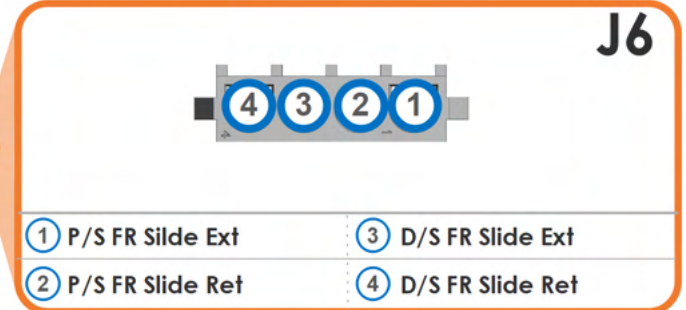 J6
4 3 2 1
1 P/S FR Silde Ext
3 D/S FR Slide Ext
2 P/S FR Slide Ret
4 D/S FR Slide Ret